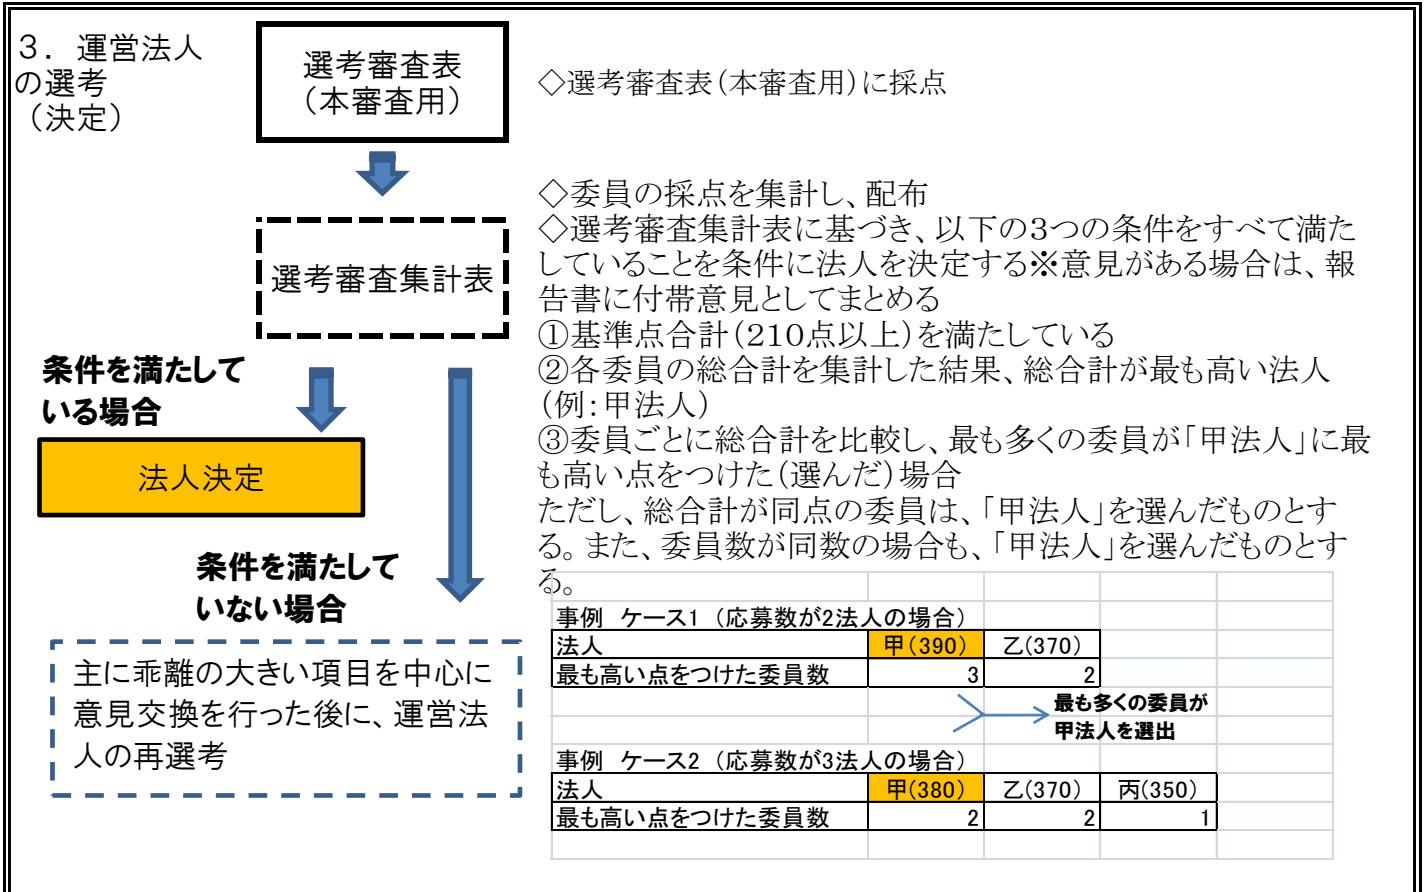 ３．運営法人
の選考
（決定）
選考審査表
（本審査用）
◇選考審査表（本審査用）に採点
◇委員の採点を集計し、配布
◇選考審査集計表に基づき、以下の３つの条件をすべて満た
していることを条件に法人を決定する※意見がある場合は、報
告書に付帯意見としてまとめる
①基準点合計（２１０点以上）を満たしている
②各委員の総合計を集計した結果、総合計が最も高い法人
（例：甲法人）
③委員ごとに総合計を比較し、最も多くの委員が「甲法人」に最
も高い点をつけた（選んだ）場合
ただし、総合計が同点の委員は、「甲法人」を選んだものとす
る。また、委員数が同数の場合も、「甲法人」を選んだものとす
る。
選考審査集計表
条件を満たして
いる場合
法人決定
条件を満たして
いない場合
主に乖離の大きい項目を中心に
意見交換を行った後に、運営法
人の再選考
事例　ケース1 （応募数が2法人の場合）
法人 甲(390) 乙(370)
最も高い点をつけた委員数 3 2
最も多くの委員が
甲法人を選出
事例　ケース2 （応募数が3法人の場合）
法人 甲(380) 乙(370) 丙(350)
最も高い点をつけた委員数 2 2 1